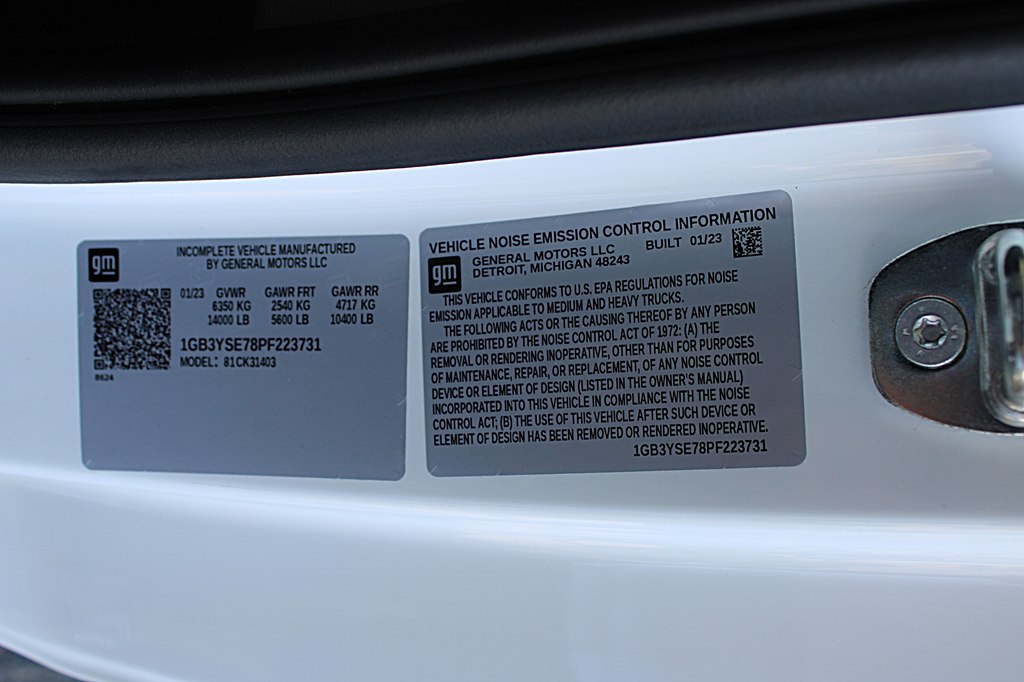 INCOMPLETE VEHICLE MANUFACTURED
BY GENERAL MOTORS LLC
gm
01/23 GVWR GAWR FRT GAWR RR
6350 KG 2540 KG 4717 KG
14000 LB 5600 LB 10400 LB
1GB3YSE78PF223731
MODEL: 81CK31403
8624
VEHICLE NOISE EMISSION CONTROL INFORMATION
gm
GENERAL MOTORS LLC BUILT 01/23
DETROIT, MICHIGAN 48243
THIS VEHICLE CONFORMS TO U.S. EPA REGULATIONS FOR NOISE
EMISSION APPLICABLE TO MEDIUM AND HEAVY TRUCKS.
THE FOLLOWING ACTS OR THE CAUSING THEREOF BY ANY PERSON
ARE PROHIBITED BY THE NOISE CONTROL ACT OF 1972: (A) THE
REMOVAL OR RENDERING INOPERATIVE, OTHER THAN FOR PURPOSES
OF MAINTENANCE, REPAIR, OR REPLACEMENT, OF ANY NOISE CONTROL
DEVICE OR ELEMENT OF DESIGN (LISTED IN THE OWNER'S MANUAL)
INCORPORATED INTO THIS VEHICLE IN COMPLIANCE WITH THE NOISE
CONTROL ACT; (B) THE USE OF THIS VEHICLE AFTER SUCH DEVICE OR
ELEMENT OF DESIGN HAS BEEN REMOVED OR RENDERED INOPERATIVE.
1GB3YSE78PF223731